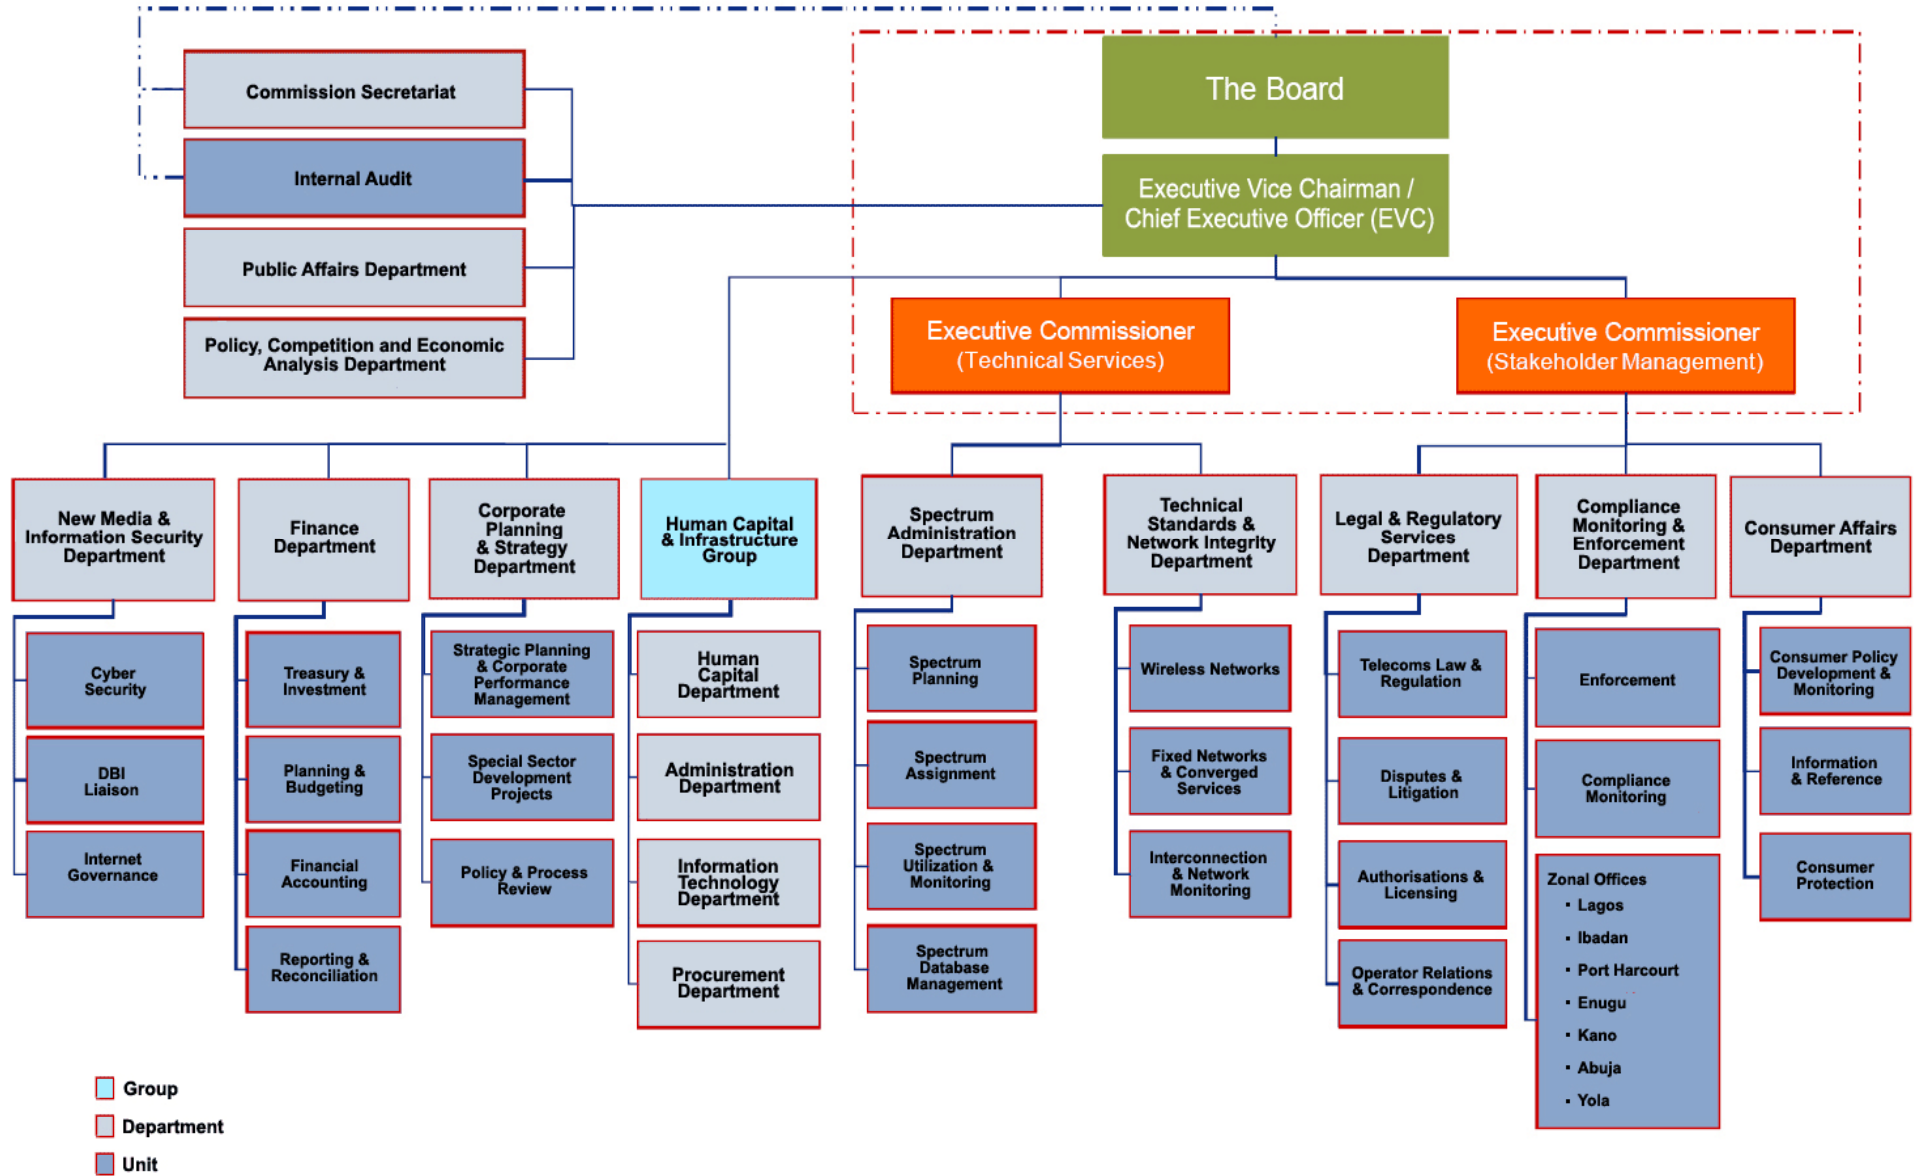 The Board
Executive Vice Chairman /
Chief Executive Officer (EVC)
Commission Secretariat
Internal Audit
Public Affairs Department
Policy, Competition and Economic
Analysis Department
Executive Commissioner
(Technical Services)
Executive Commissioner
(Stakeholder Management)
New Media &
Information Security
Department
Finance
Department
Corporate
Planning
& Strategy
Department
Human Capital
& Infrastructure
Group
Spectrum
Administration
Department
Technical
Standards &
Network Integrity
Department
Legal & Regulatory
Services
Department
Compliance
Monitoring &
Enforcement
Department
Consumer Affairs
Department
Cyber
Security
DBI
Liaison
Internet
Governance
Treasury &
Investment
Planning &
Budgeting
Financial
Accounting
Reporting &
Reconciliation
Strategic Planning
& Corporate
Performance
Management
Special Sector
Development
Projects
Policy & Process
Review
Human
Capital
Department
Administration
Department
Information
Technology
Department
Procurement
Department
Spectrum
Planning
Spectrum
Assignment
Spectrum
Utilization &
Monitoring
Spectrum
Database
Management
Wireless Networks
Fixed Networks
& Converged
Services
Interconnection
& Network
Monitoring
Telecoms Law &
Regulation
Disputes &
Litigation
Authorisations &
Licensing
Operator Relations
& Correspondence
Enforcement
Compliance
Monitoring
Zonal Offices
▪ Lagos
▪ Ibadan
▪ Port Harcourt
▪ Enugu
▪ Kano
▪ Abuja
▪ Yola
Consumer Policy
Development &
Monitoring
Information
& Reference
Consumer
Protection
Group
Department
Unit